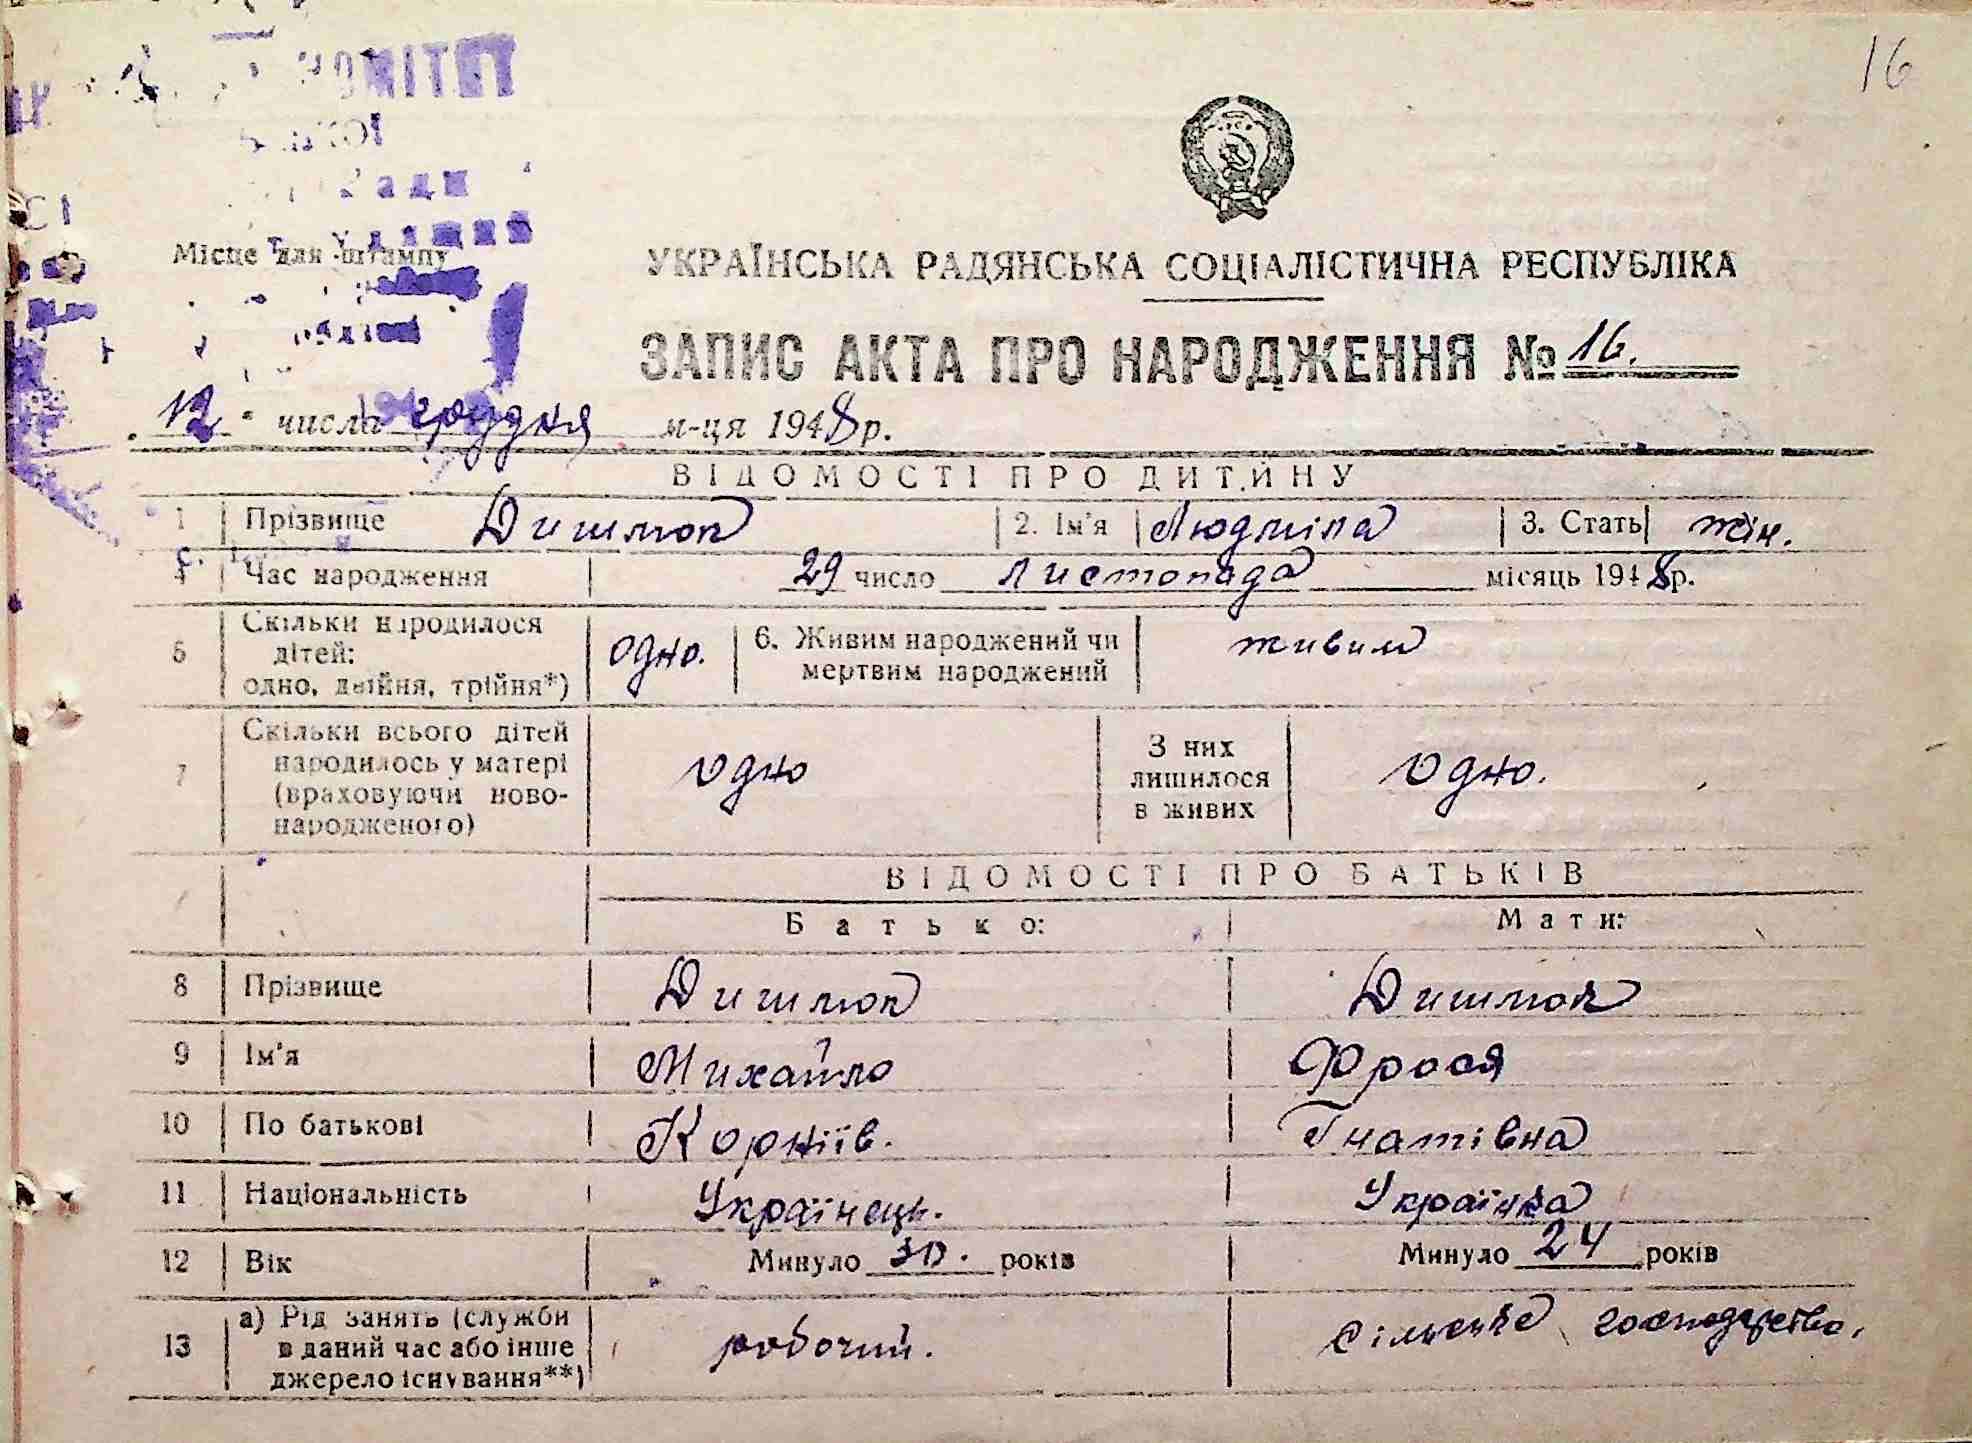 16
КОМІТЕТ
Ради
Місце для штампу
УКРАЇНСЬКА РАДЯНСЬКА СОЦІАЛІСТИЧНА РЕСПУБЛІКА
ЗАПИС АКТА ПРО НАРОДЖЕННЯ № 16.
„12" числа грудня м-ця 1948 р.
ВІДОМОСТІ ПРО ДИТИНУ
1 Прізвище Дишлюк 2. Ім'я Людміла 3. Стать жін.
4 Час народження 29 число Листопада місяць 1948 р.
5 Скільки народилося дітей: одно, двійня, трійня*) одно. 6. Живим народжений чи мертвим народжений живим
7 Скільки всього дітей народилось у матері (враховуючи новонародженого) одно З них лишилося в живих одно.
ВІДОМОСТІ ПРО БАТЬКІВ
Батько: Мати:
8 Прізвище Дишлюк Дишлюк
9 Ім'я Михайло Фрося
10 По батькові Корніїв. Гнатівна
11 Національність Українець. Українка
12 Вік Минуло 30. років Минуло 24 років
13 а) Рід занять (служби в даний час або інше джерело існування**) робочий. сільське господарство.